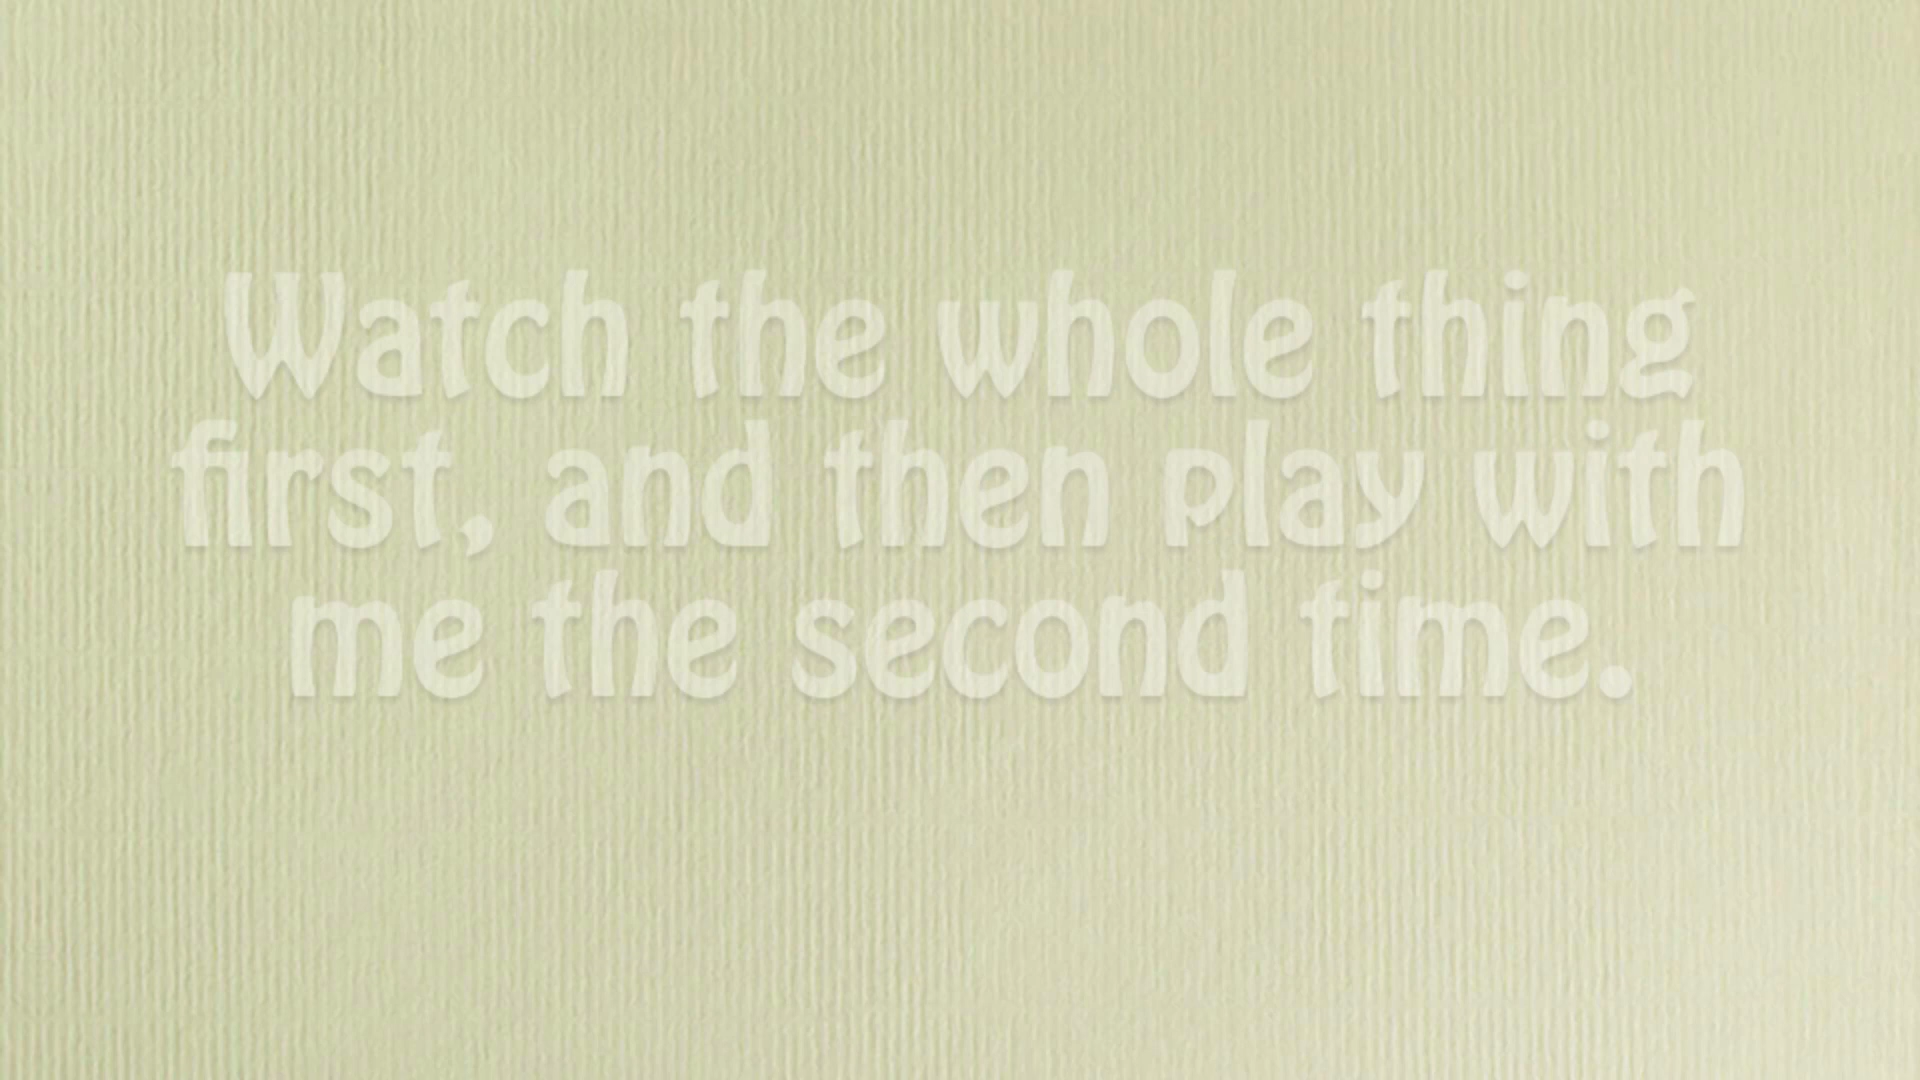 Watch the whole thing
first, and then play with
me the second time.